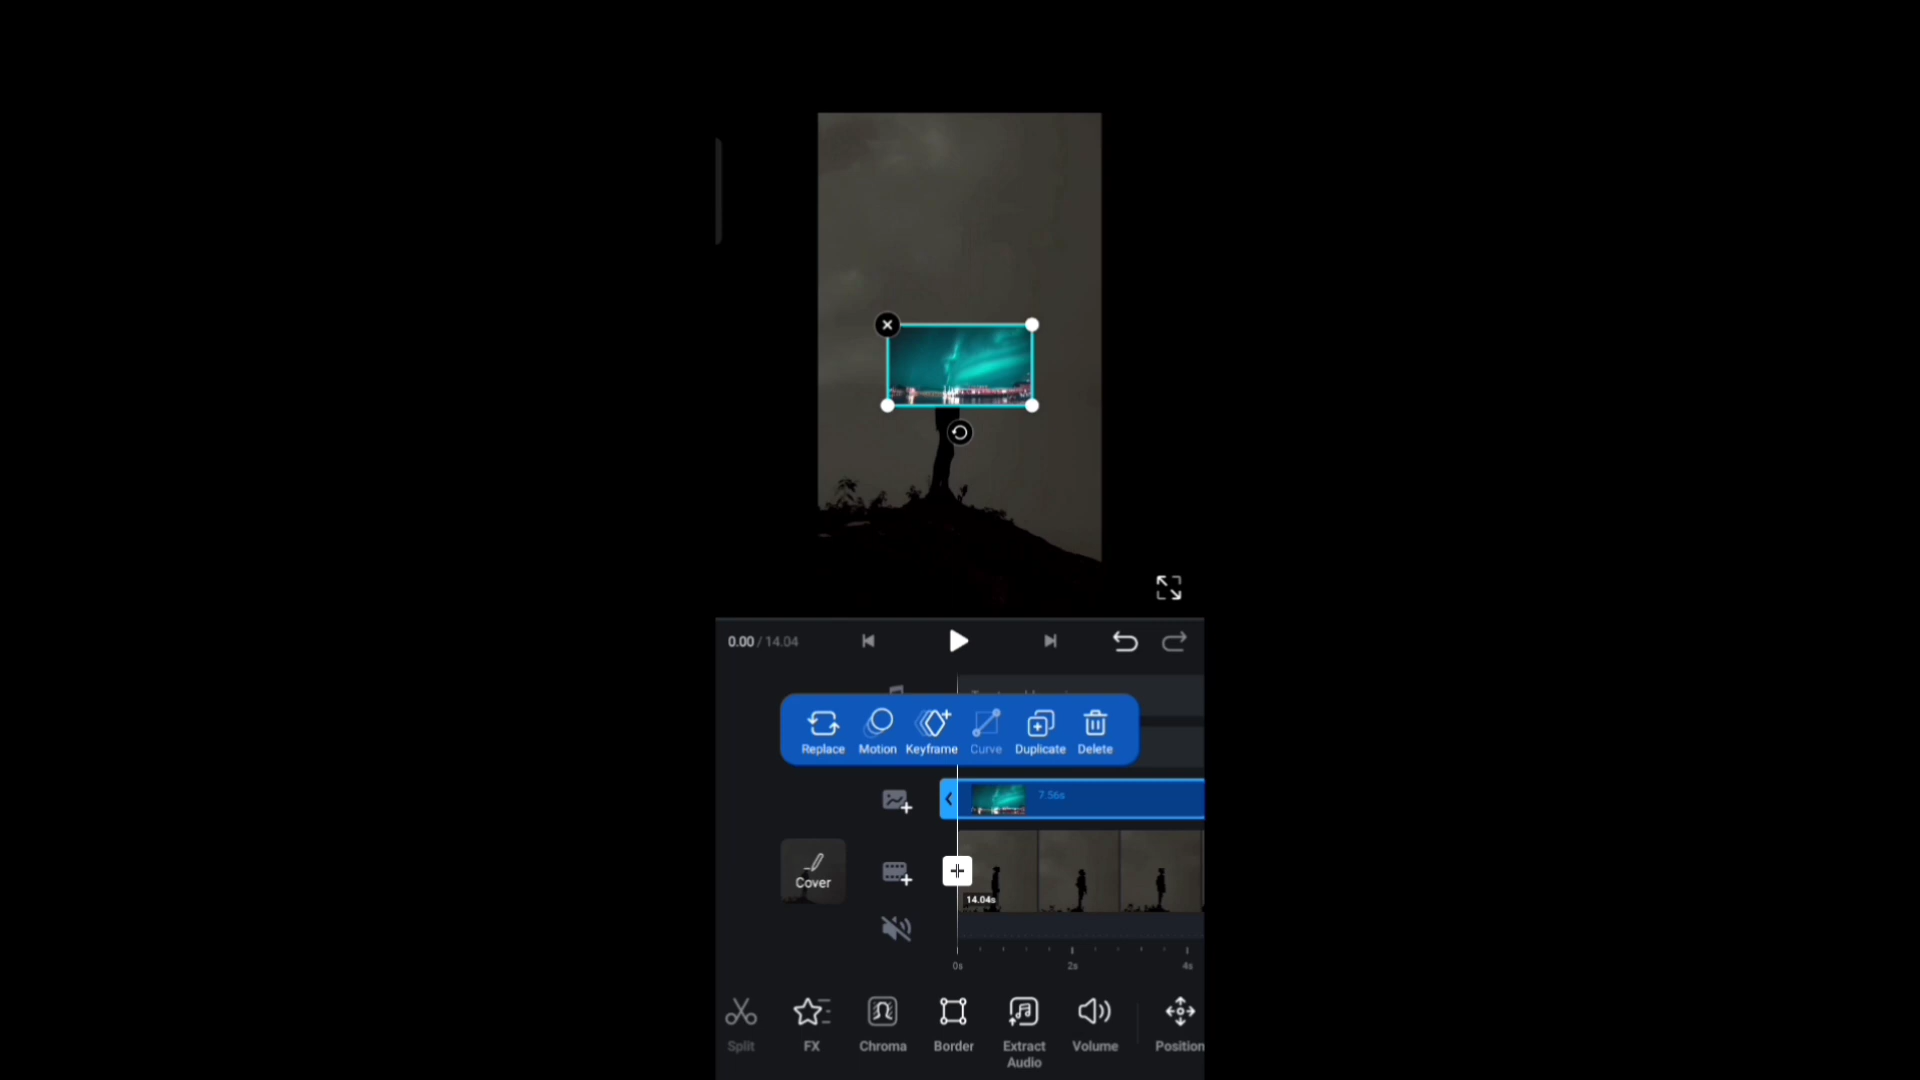 0.00 / 14.04
Replace Motion Keyframe Curve Duplicate Delete
7.56s
Cover
14.04s
0s 2s 4s
Split FX Chroma Border Extract Audio Volume Position